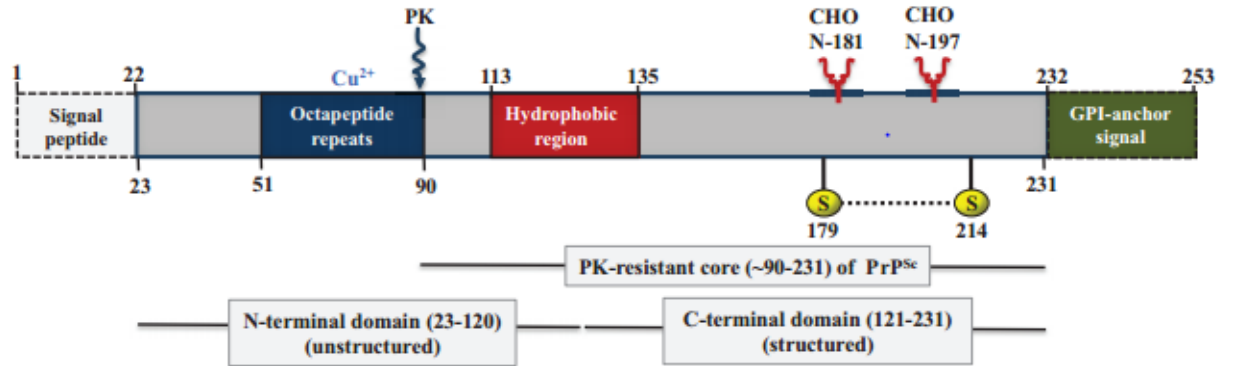 PK
CHO
N-181
CHO
N-197
1
22
Cu²⁺
113
135
232
253
Signal
peptide
Octapeptide
repeats
Hydrophobic
region
GPI-anchor
signal
23
51
90
231
S
S
179
214
PK-resistant core (~90-231) of PrPˢᶜ
N-terminal domain (23-120)
(unstructured)
C-terminal domain (121-231)
(structured)